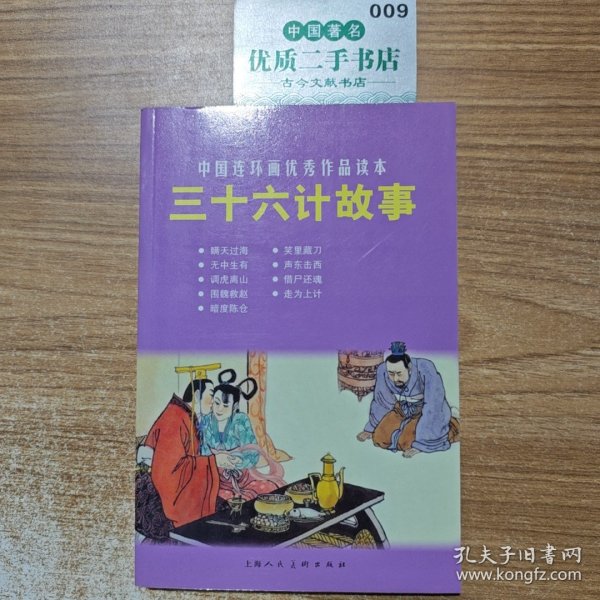 009
中国著名
优质二手书店
古今文献书店
中国连环画优秀作品读本
三十六计故事
瞒天过海
无中生有
调虎离山
围魏救赵
暗度陈仓
笑里藏刀
声东击西
借尸还魂
走为上计
上海人民美术出版社
孔夫子旧书网
www.kongfz.com